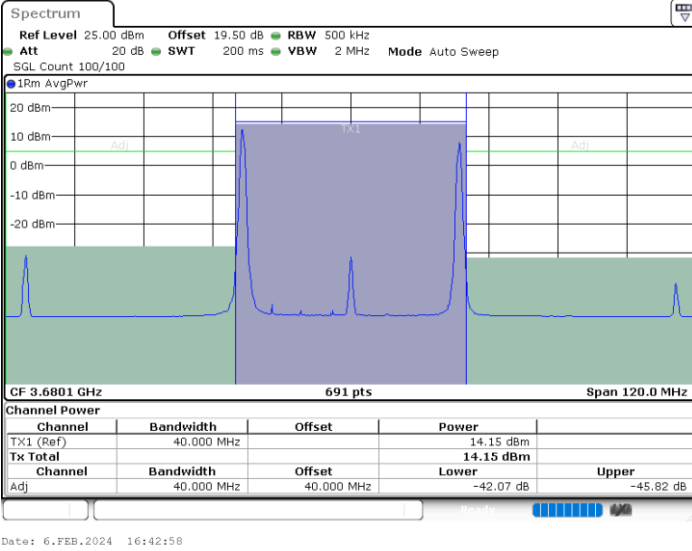 Spectrum
Ref Level 25.00 dBm Offset 19.50 dB RBW 500 kHz
Att 20 dB SWT 200 ms VBW 2 MHz Mode Auto Sweep
SGL Count 100/100
1Rm AvgPwr
20 dBm
TX1
10 dBm
Adj Adj
0 dBm
-10 dBm
-20 dBm
CF 3.6801 GHz 691 pts Span 120.0 MHz
Channel Power
Channel Bandwidth Offset Power
TX1 (Ref) 40.000 MHz 14.15 dBm
Tx Total 14.15 dBm
Channel Bandwidth Offset Lower Upper
Adj 40.000 MHz 40.000 MHz -42.07 dB -45.82 dB
Ready
Date: 6.FEB.2024 16:42:58